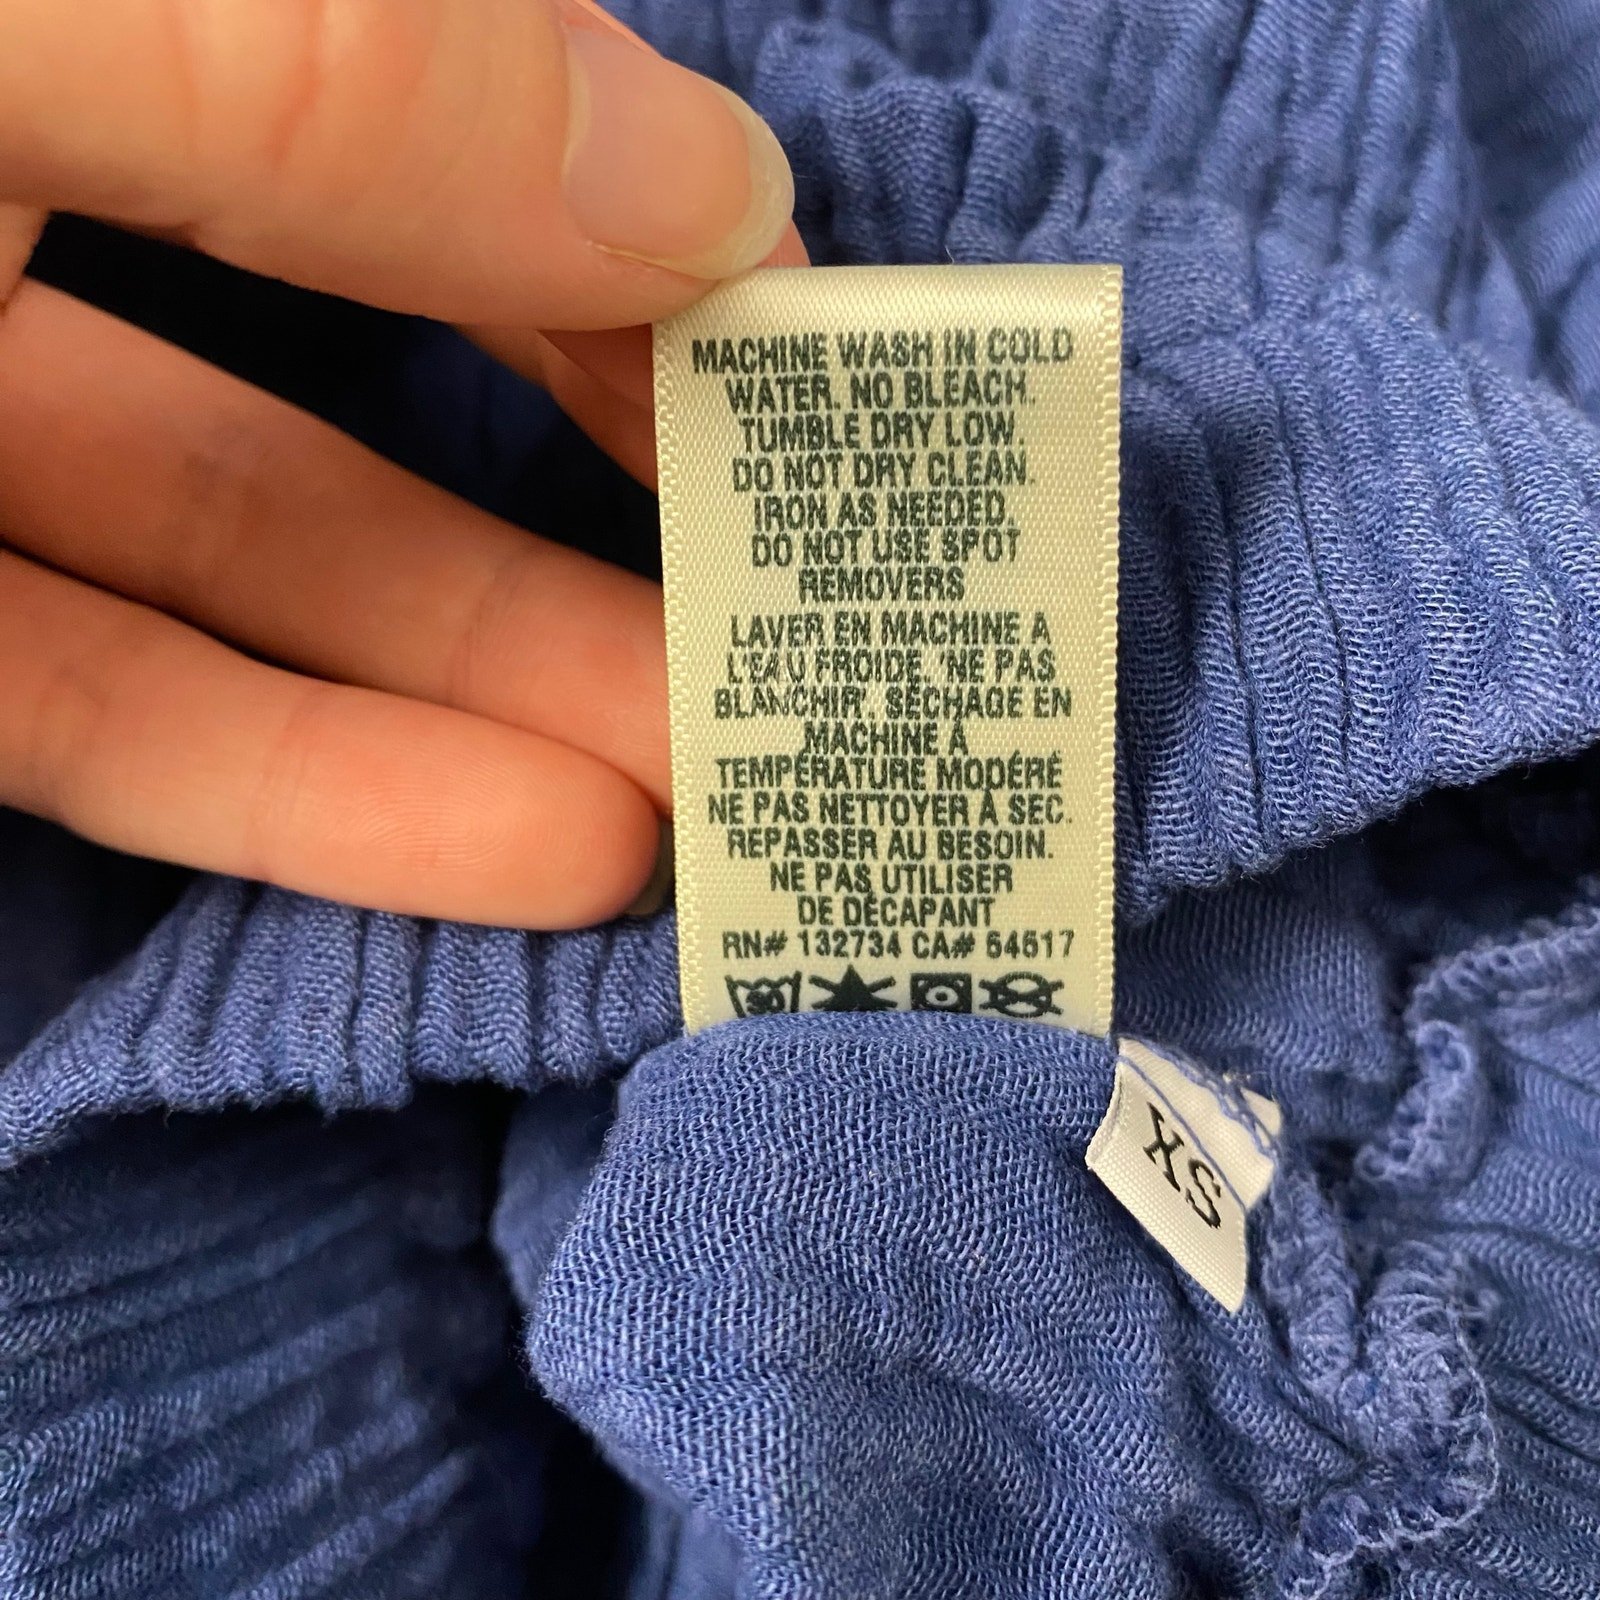 MACHINE WASH IN COLD
WATER. NO BLEACH.
TUMBLE DRY LOW.
DO NOT DRY CLEAN.
IRON AS NEEDED.
DO NOT USE SPOT
REMOVERS
LAVER EN MACHINE À
L'EAU FROIDE. 'NE PAS
BLANCHIR'. SÉCHAGE EN
MACHINE À
TEMPÉRATURE MODÉRÉ
NE PAS NETTOYER À SEC.
REPASSER AU BESOIN.
NE PAS UTILISER
DE DÉCAPANT
RN# 132734 CA# 54517
30
XS